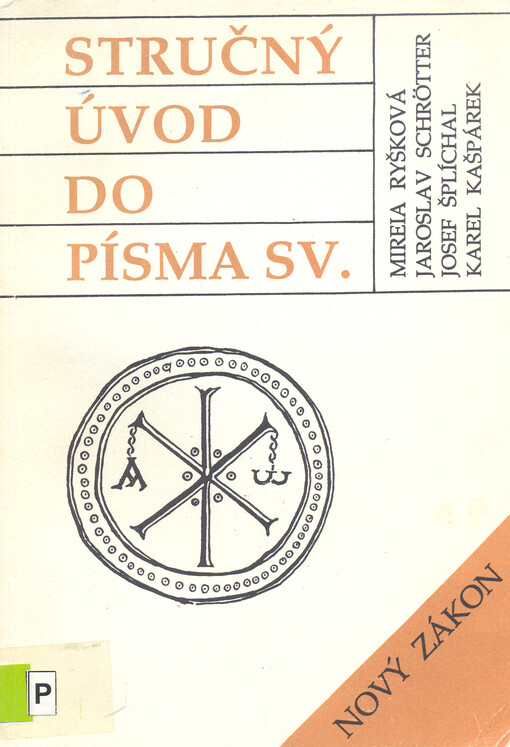 STRUČNÝ
ÚVOD
DO
PÍSMA SV.
MIREIA RYŠKOVÁ
JAROSLAV SCHRÖTTER
JOSEF ŠPLÍCHAL
KAREL KAŠPÁREK
A ω
NOVÝ ZÁKON
P